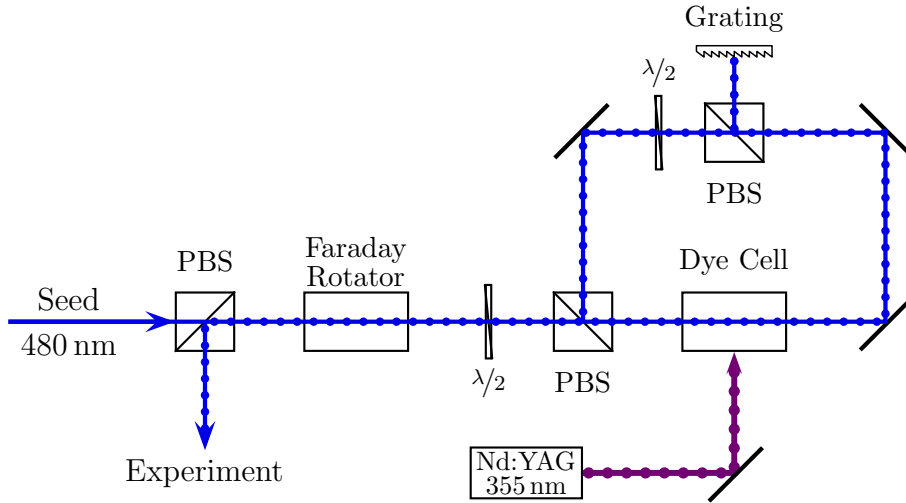 Grating
λ/2
PBS
Faraday
Rotator
PBS
Dye Cell
Seed
480 nm
λ/2
PBS
Experiment
Nd:YAG
355 nm